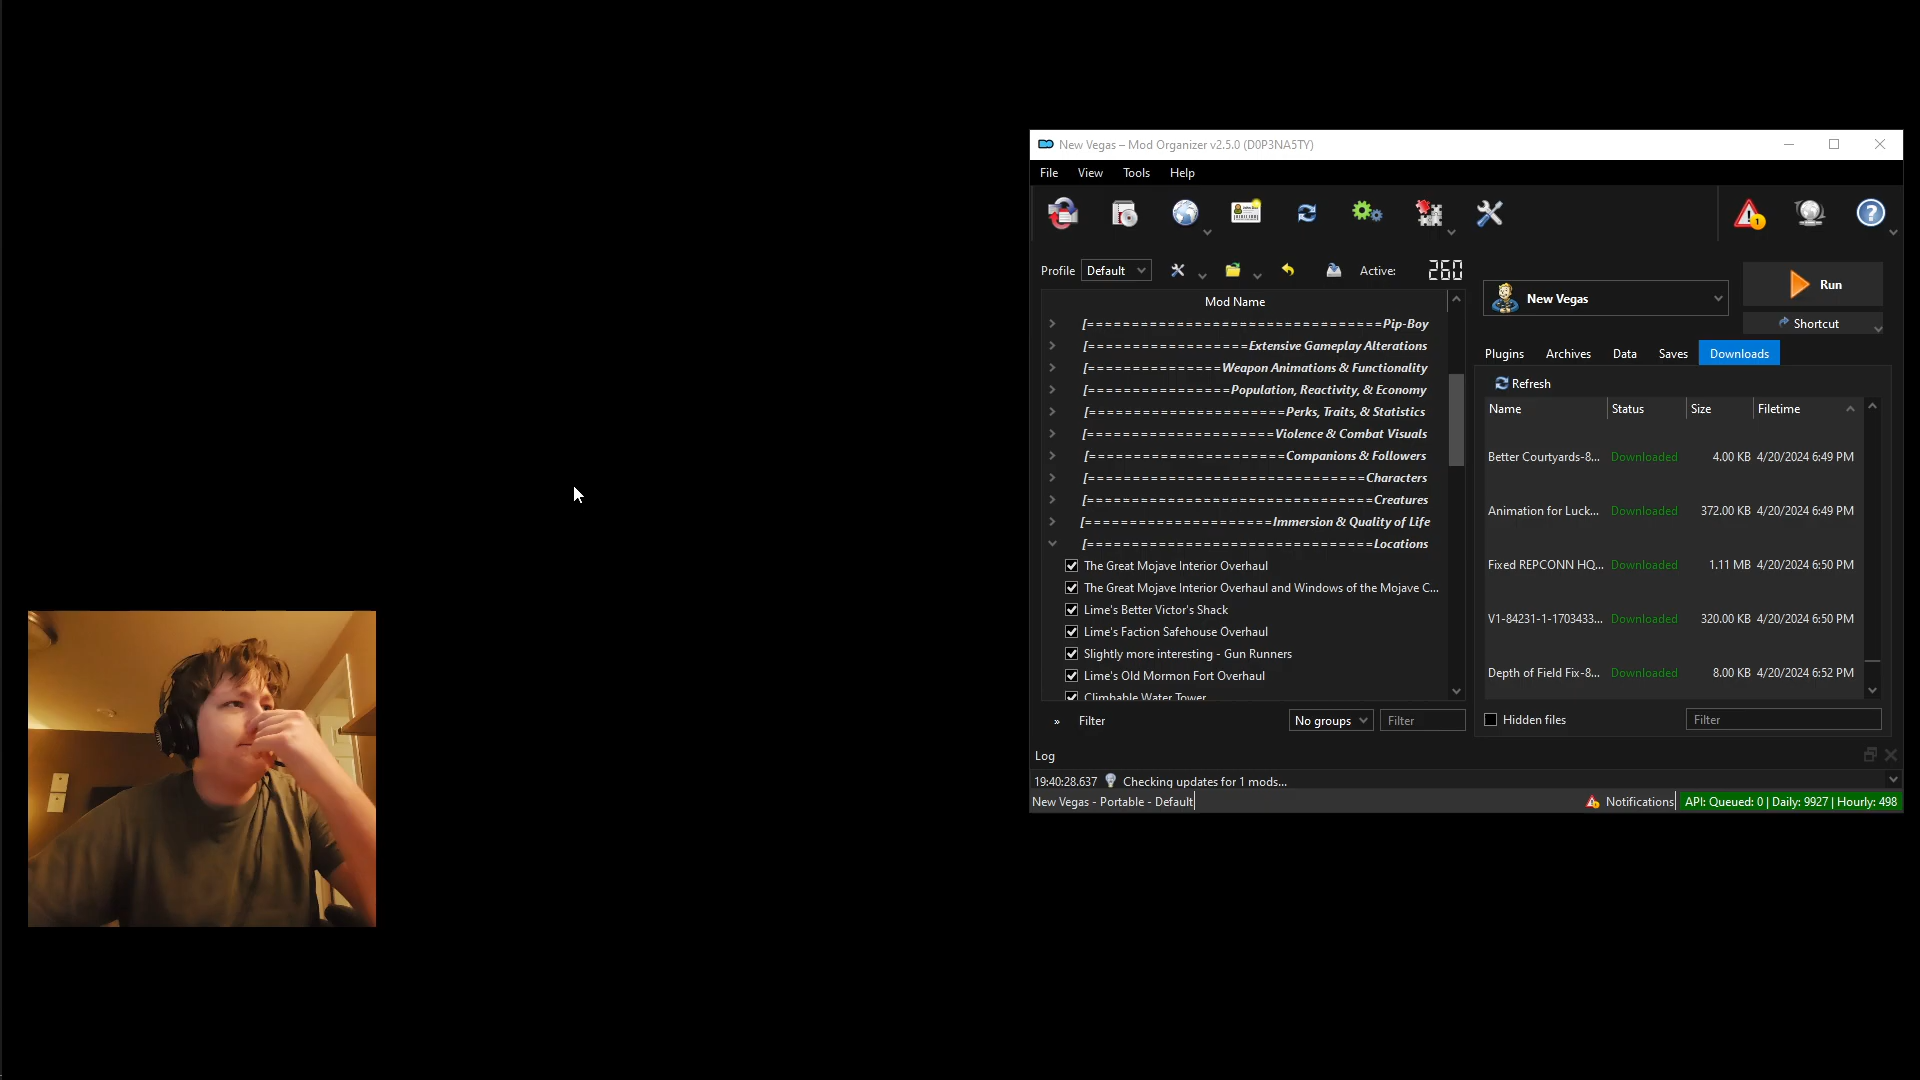 New Vegas – Mod Organizer v2.5.0 (D0P3NA5TY)
File View Tools Help
1
Profile Default Active: 260
New Vegas
Run
Shortcut
Mod Name
[================================Pip-Boy
[==================Extensive Gameplay Alterations
[===============Weapon Animations & Functionality
[================Population, Reactivity, & Economy
[======================Perks, Traits, & Statistics
[=====================Violence & Combat Visuals
[======================Companions & Followers
[==============================Characters
[===============================Creatures
[====================Immersion & Quality of Life
[===============================Locations
The Great Mojave Interior Overhaul
The Great Mojave Interior Overhaul and Windows of the Mojave C...
Lime's Better Victor's Shack
Lime's Faction Safehouse Overhaul
Slightly more interesting - Gun Runners
Lime's Old Mormon Fort Overhaul
Climbable Water Tower
» Filter No groups Filter
Plugins Archives Data Saves Downloads
Refresh
Name Status Size Filetime
Better Courtyards-8... Downloaded 4.00 KB 4/20/2024 6:49 PM
Animation for Luck... Downloaded 372.00 KB 4/20/2024 6:49 PM
Fixed REPCONN HQ... Downloaded 1.11 MB 4/20/2024 6:50 PM
V1-84231-1-1703433... Downloaded 320.00 KB 4/20/2024 6:50 PM
Depth of Field Fix-8... Downloaded 8.00 KB 4/20/2024 6:52 PM
Hidden files Filter
Log
19:40:28.637 Checking updates for 1 mods...
New Vegas - Portable - Default Notifications API: Queued: 0 | Daily: 9927 | Hourly: 498